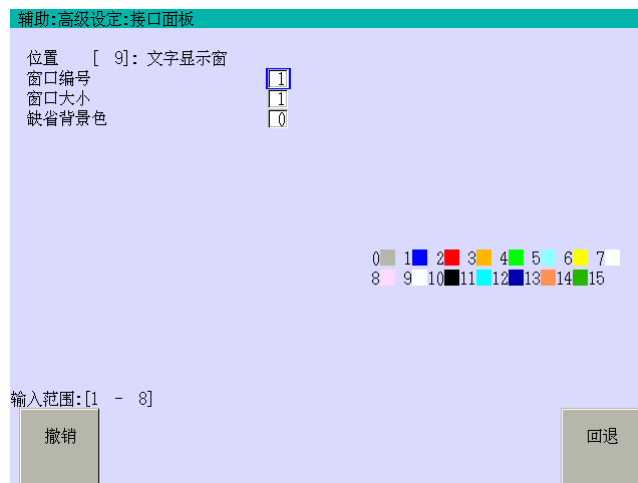 辅助:高级设定:接口面板
位置 [ 9]: 文字显示窗
窗口编号 1
窗口大小 1
缺省背景色 0
0 1 2 3 4 5 6 7
8 9 10 11 12 13 14 15
输入范围:[1 - 8]
撤销 回退